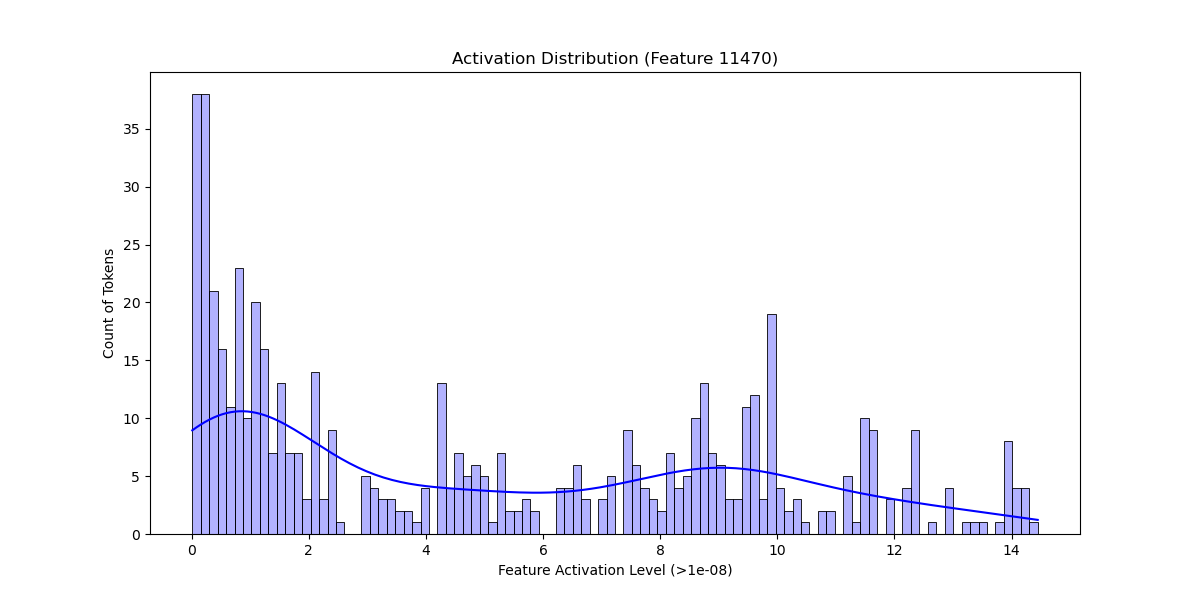 Activation Distribution (Feature 11470)
Count of Tokens
35
30
25
20
15
10
5
0
0 2 4 6 8 10 12 14
Feature Activation Level (>1e-08)